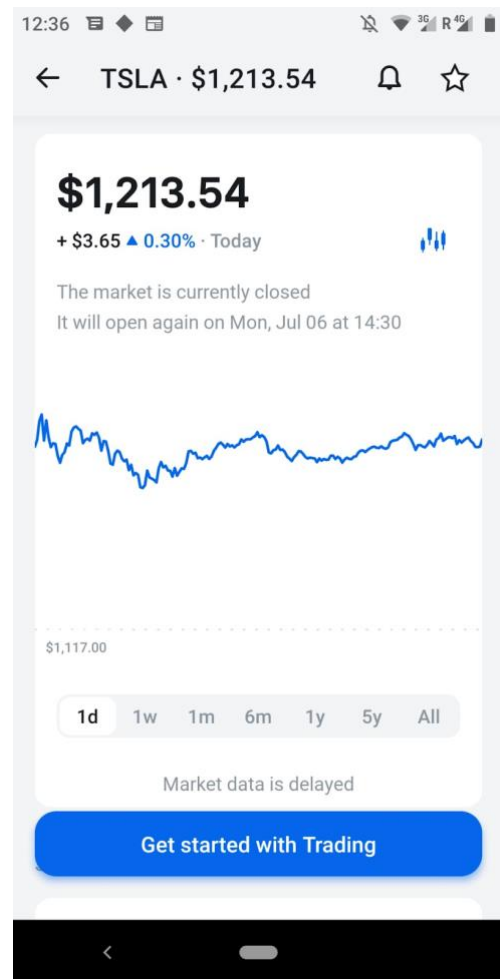 12:36 3G R 4G
TSLA · $1,213.54
$1,213.54
+ $3.65 ▲ 0.30% · Today
The market is currently closed
It will open again on Mon, Jul 06 at 14:30
$1,117.00
1d 1w 1m 6m 1y 5y All
Market data is delayed
Get started with Trading